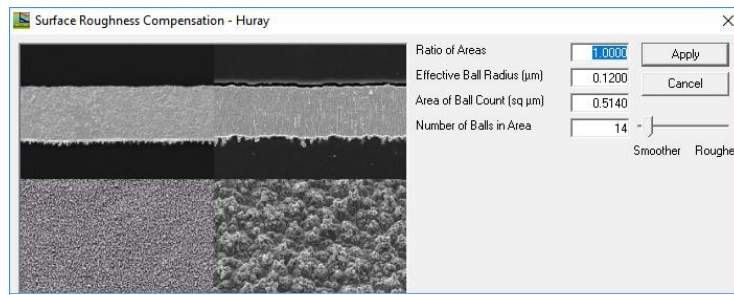 Surface Roughness Compensation - Huray
Ratio of Areas 1.0000 Apply
Effective Ball Radius (μm) 0.1200 Cancel
Area of Ball Count (sq μm) 0.5140
Number of Balls in Area 14
Smoother Roughe